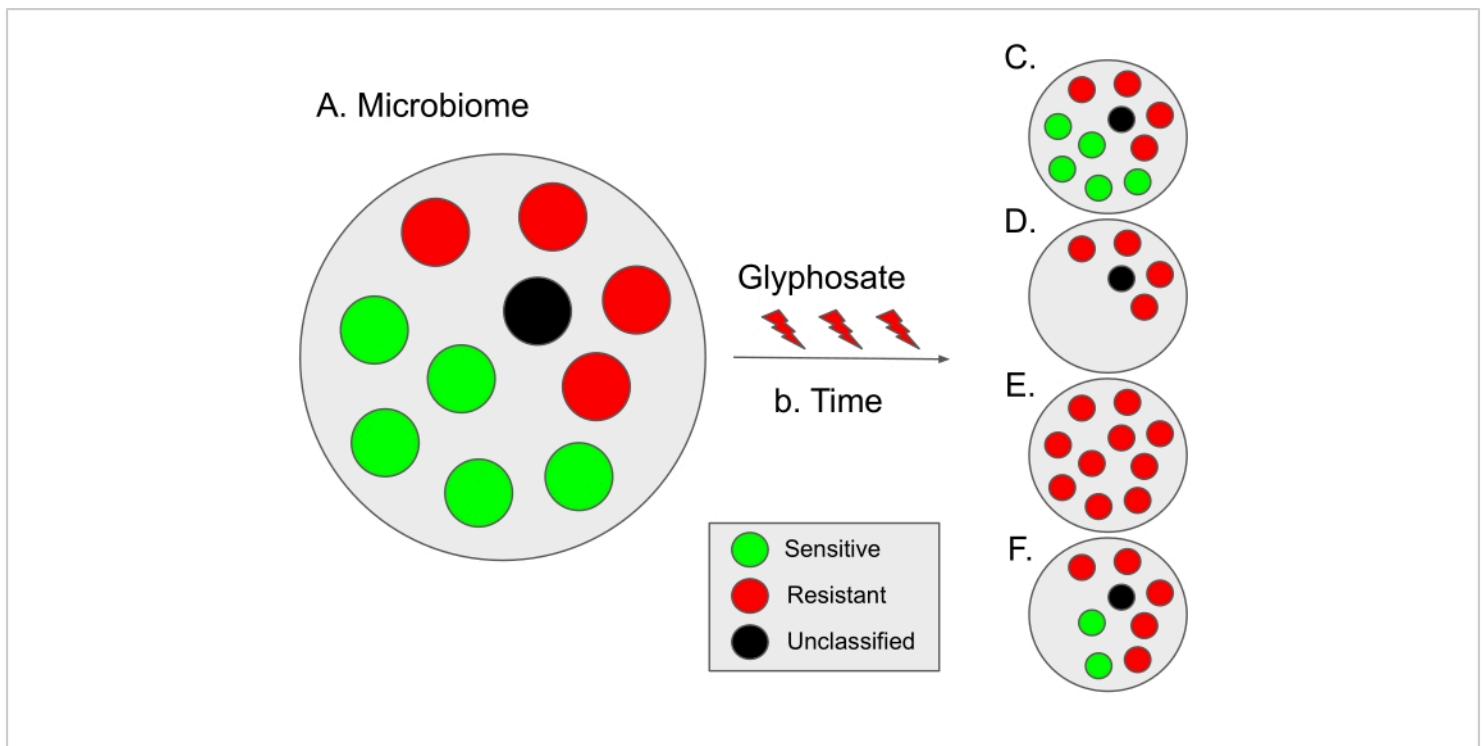 A. Microbiome
Glyphosate
b. Time
Sensitive
Resistant
Unclassified
C.
D.
E.
F.